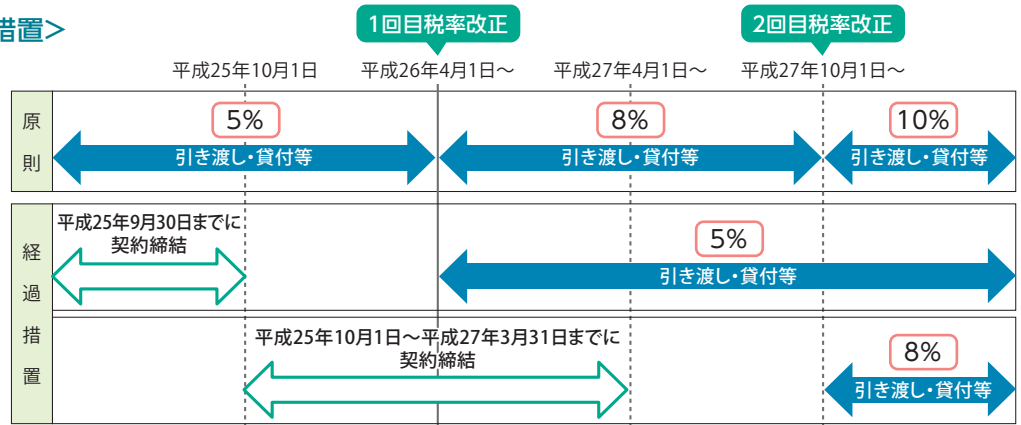 措置>
1回目税率改正
2回目税率改正
平成25年10月1日
平成26年4月1日～
平成27年4月1日～
平成27年10月1日～
原則
5%
引き渡し・貸付等
8%
引き渡し・貸付等
10%
引き渡し・貸付等
経過措置
平成25年9月30日までに
契約締結
5%
引き渡し・貸付等
平成25年10月1日～平成27年3月31日までに
契約締結
8%
引き渡し・貸付等